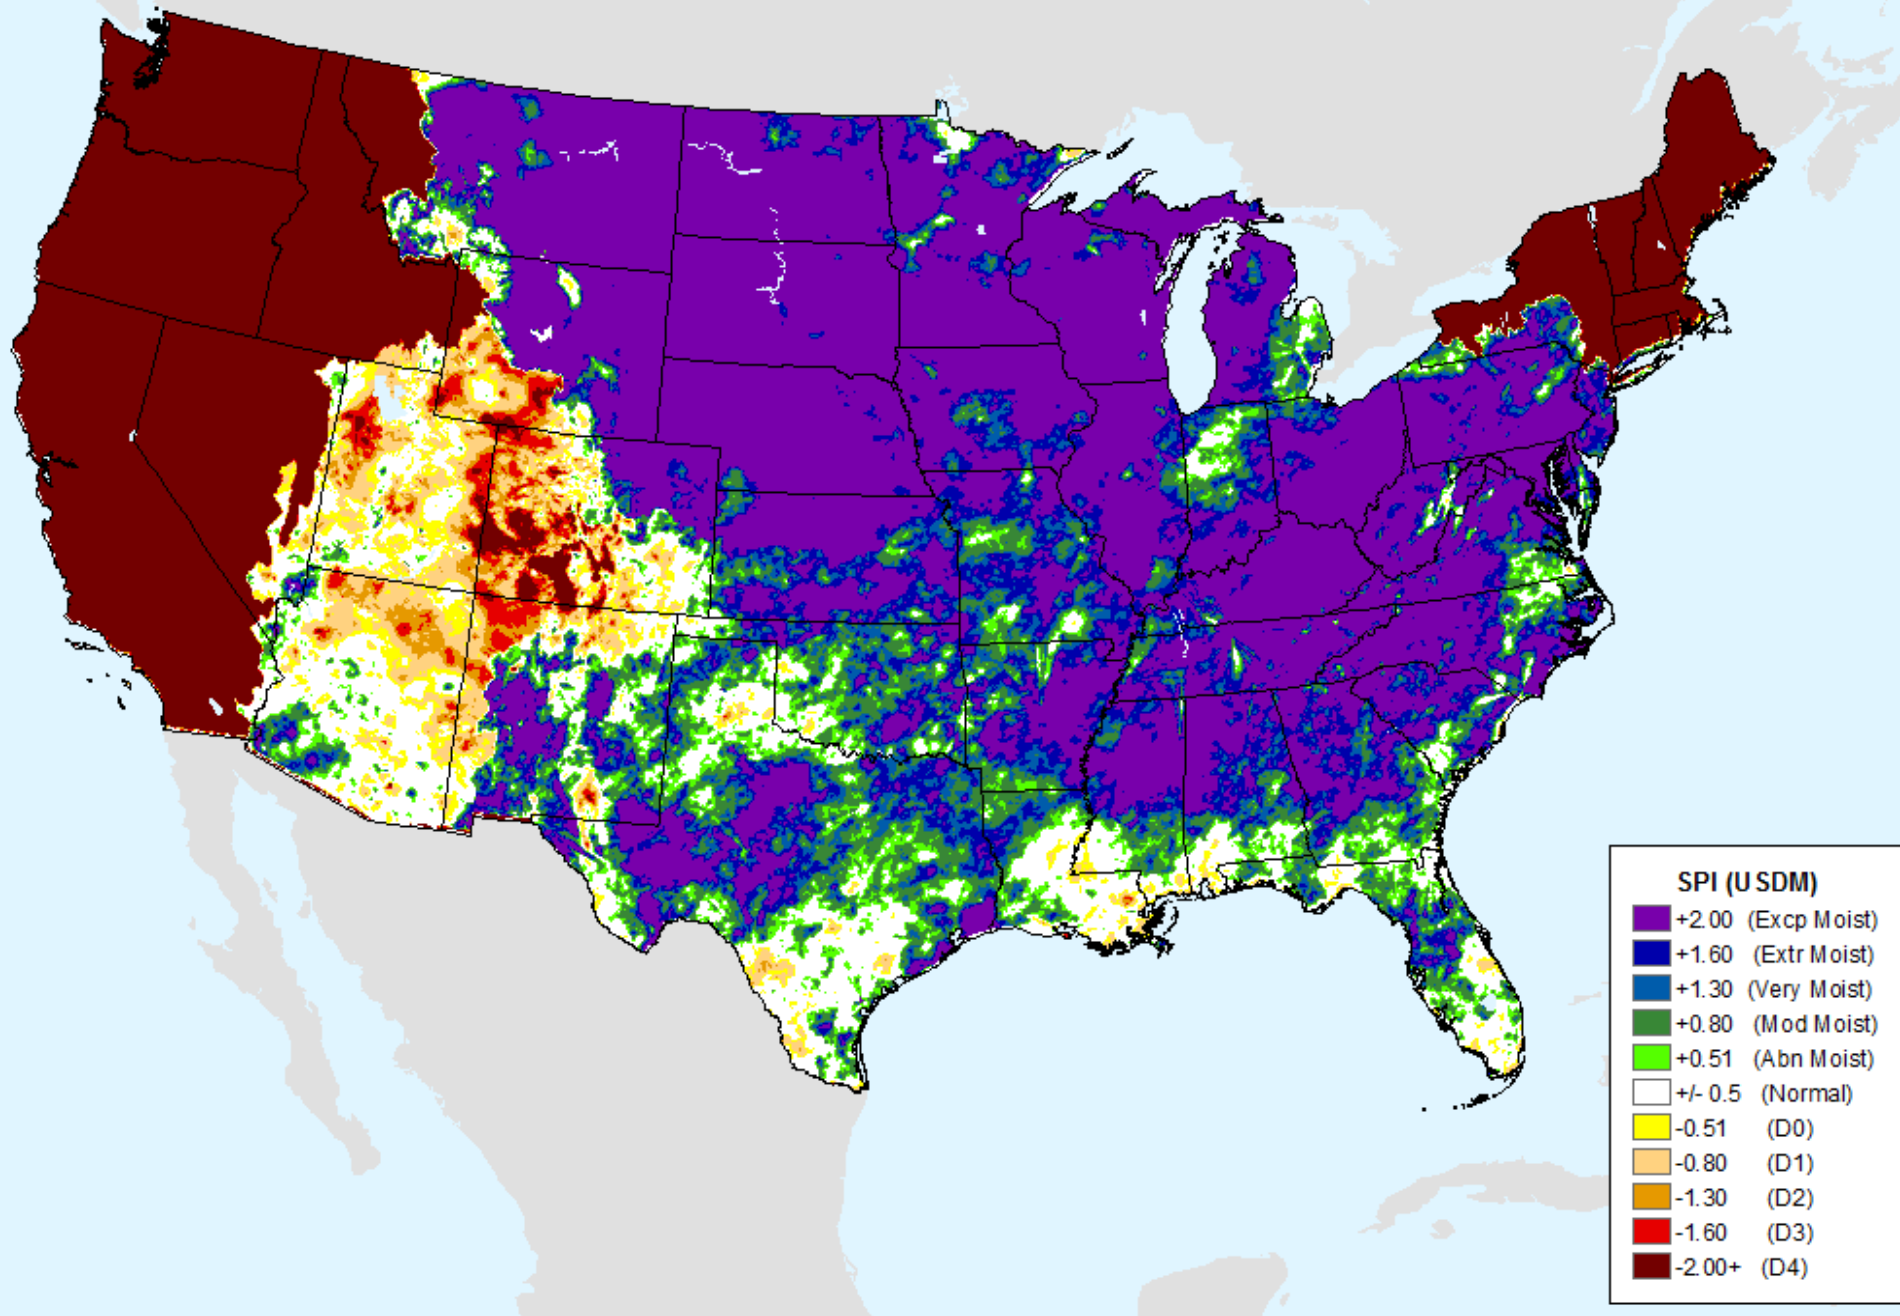 SPI (USDM)
+2.00 (Excp Moist)
+1.60 (Extr Moist)
+1.30 (Very Moist)
+0.80 (Mod Moist)
+0.51 (Abn Moist)
+/- 0.5 (Normal)
-0.51 (D0)
-0.80 (D1)
-1.30 (D2)
-1.60 (D3)
-2.00+ (D4)